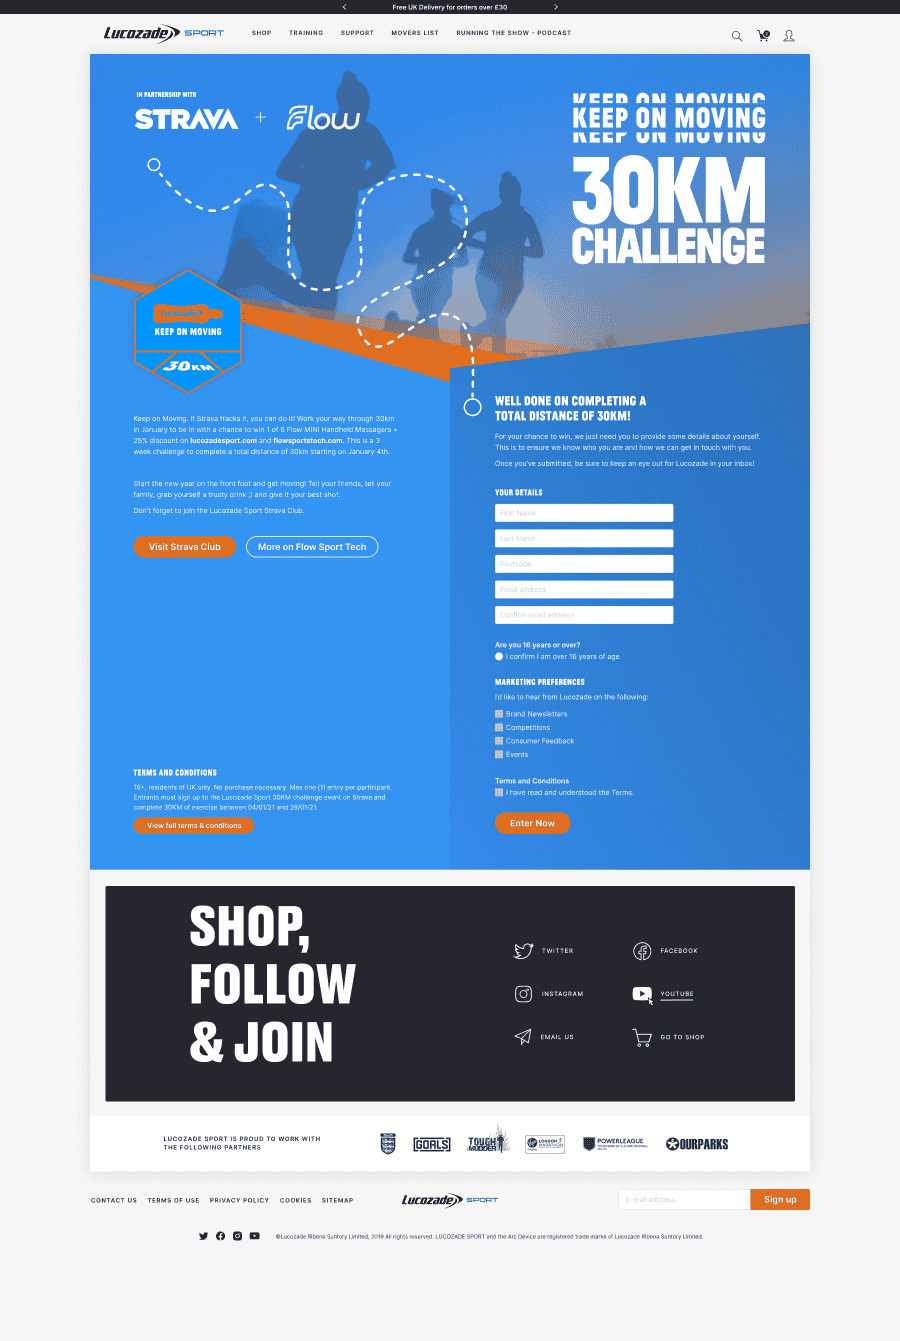 Free UK Delivery for orders over £30
Lucozade SPORT
SHOP TRAINING SUPPORT MOVERS LIST RUNNING THE SHOW - PODCAST
IN PARTNERSHIP WITH
STRAVA + Flow
KEEP ON MOVING
KEEP ON MOVING
KEEP ON MOVING
30KM
CHALLENGE
Lucozade
KEEP ON MOVING
30KM
Keep on Moving. If Strava tracks it, you can do it! Work your way through 30km
in January to be in with a chance to win 1 of 6 Flow MINI Handheld Massagers +
25% discount on lucozadesport.com and flowsportstech.com. This is a 3
week challenge to complete a total distance of 30km starting on January 4th.
Start the new year on the front foot and get moving! Tell your friends, tell your
family, grab yourself a trusty drink ;) and give it your best shot.
Don't forget to join the Lucozade Sport Strava Club.
Visit Strava Club
More on Flow Sport Tech
TERMS AND CONDITIONS
16+, residents of UK only. No purchase necessary. Max one (1) entry per participant.
Entrants must sign up to the Lucozade Sport 30KM challenge event on Strava and
complete 30KM of exercise between 04/01/21 and 28/01/21.
View full terms & conditions
WELL DONE ON COMPLETING A
TOTAL DISTANCE OF 30KM!
For your chance to win, we just need you to provide some details about yourself.
This is to ensure we know who you are and how we can get in touch with you.
Once you've submitted, be sure to keep an eye out for Lucozade in your inbox!
YOUR DETAILS
First Name
Last Name
Postcode
Email address
Confirm email address
Are you 16 years or over?
I confirm I am over 16 years of age
MARKETING PREFERENCES
I'd like to hear from Lucozade on the following:
Brand Newsletters
Competitions
Consumer Feedback
Events
Terms and Conditions
I have read and understood the Terms.
Enter Now
SHOP,
FOLLOW
& JOIN
TWITTER
FACEBOOK
INSTAGRAM
YOUTUBE
EMAIL US
GO TO SHOP
LUCOZADE SPORT IS PROUD TO WORK WITH
THE FOLLOWING PARTNERS
GOALS
TOUGH
MUDDER
LONDON
MARATHON
POWERLEAGUE
OURPARKS
CONTACT US TERMS OF USE PRIVACY POLICY COOKIES SITEMAP
Lucozade SPORT
E-mail address
Sign up
©Lucozade Ribena Suntory Limited, 2016 All rights reserved. LUCOZADE SPORT and the Arc Device are registered trade marks of Lucozade Ribena Suntory Limited.